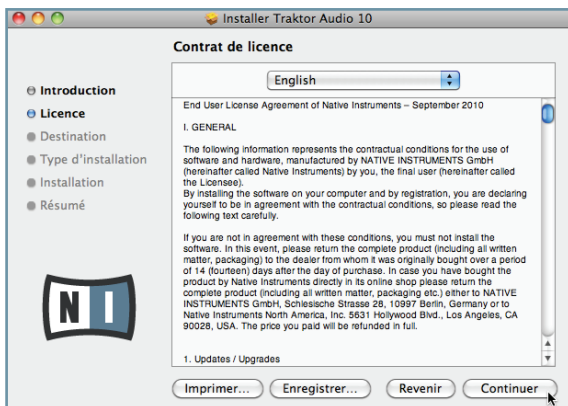 Installer Traktor Audio 10
Contrat de licence
Introduction
Licence
Destination
Type d'installation
Installation
Résumé
NI
English
End User License Agreement of Native Instruments – September 2010
I. GENERAL
The following information represents the contractual conditions for the use of
software and hardware, manufactured by NATIVE INSTRUMENTS GmbH
(hereinafter called Native Instruments) by you, the final user (hereinafter called
the Licensee).
By installing the software on your computer and by registration, you are declaring
yourself to be in agreement with the contractual conditions, so please read the
following text carefully.
If you are not in agreement with these conditions, you must not install the
software. In this event, please return the complete product (including all written
matter, packaging) to the dealer from whom it was originally bought over a period
of 14 (fourteen) days after the day of purchase. In case you have bought the
product by Native Instruments directly in its online shop please return the
complete product (including all written matter, packaging etc.) either to NATIVE
INSTRUMENTS GmbH, Schlesische Strasse 28, 10997 Berlin, Germany or to
Native Instruments North America, Inc. 5631 Hollywood Blvd., Los Angeles, CA
90028, USA. The price you paid will be refunded in full.
1. Updates / Upgrades
Imprimer... Enregistrer... Revenir Continuer